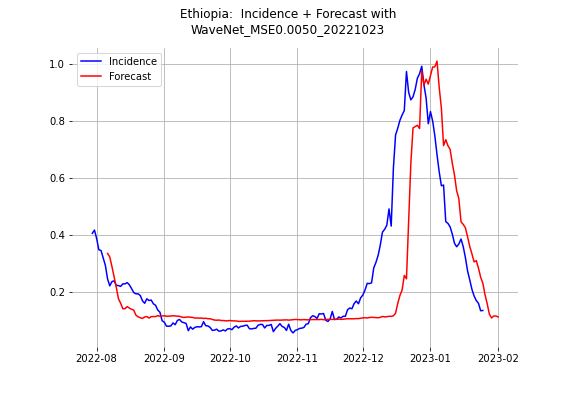 Ethiopia:  Incidence + Forecast with
WaveNet_MSE0.0050_20221023
Incidence
Forecast
1.0
0.8
0.6
0.4
0.2
2022-08 2022-09 2022-10 2022-11 2022-12 2023-01 2023-02